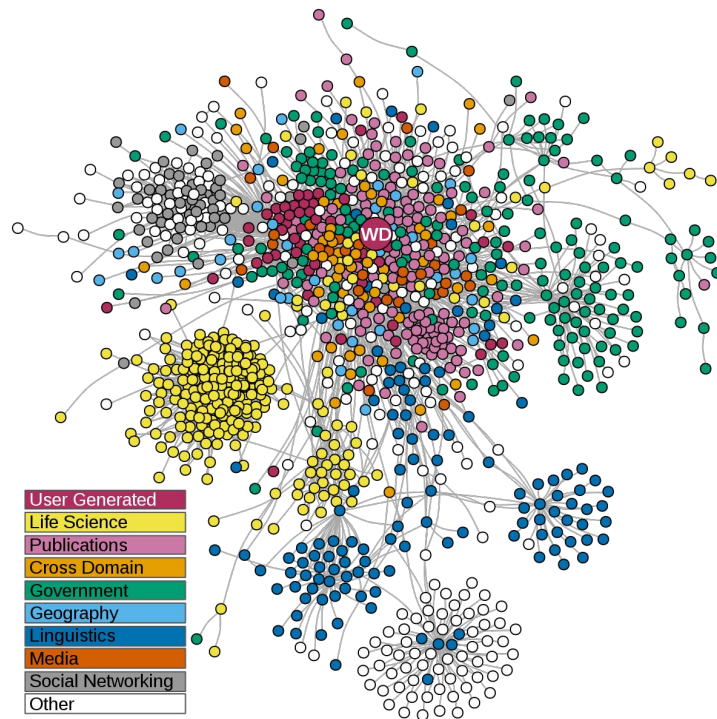 WD
User Generated
Life Science
Publications
Cross Domain
Government
Geography
Linguistics
Media
Social Networking
Other